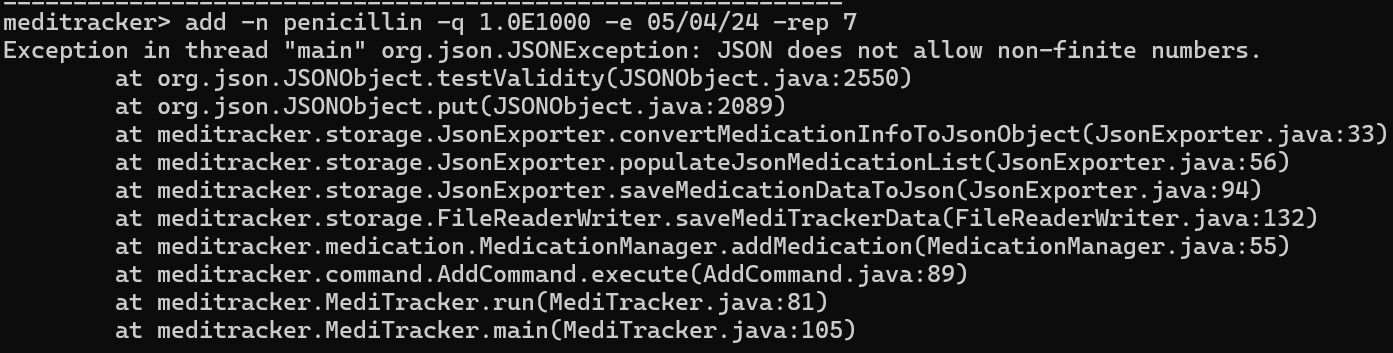 meditracker> add -n penicillin -q 1.0E1000 -e 05/04/24 -rep 7
Exception in thread "main" org.json.JSONException: JSON does not allow non-finite numbers.
        at org.json.JSONObject.testValidity(JSONObject.java:2550)
        at org.json.JSONObject.put(JSONObject.java:2089)
        at meditracker.storage.JsonExporter.convertMedicationInfoToJsonObject(JsonExporter.java:33)
        at meditracker.storage.JsonExporter.populateJsonMedicationList(JsonExporter.java:56)
        at meditracker.storage.JsonExporter.saveMedicationDataToJson(JsonExporter.java:94)
        at meditracker.storage.FileReaderWriter.saveMediTrackerData(FileReaderWriter.java:132)
        at meditracker.medication.MedicationManager.addMedication(MedicationManager.java:55)
        at meditracker.command.AddCommand.execute(AddCommand.java:89)
        at meditracker.MediTracker.run(MediTracker.java:81)
        at meditracker.MediTracker.main(MediTracker.java:105)